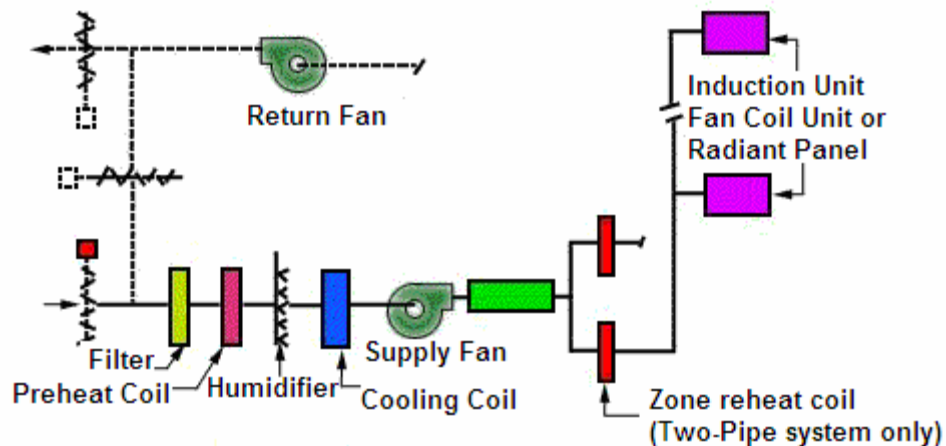 Return Fan
Induction Unit
Fan Coil Unit or
Radiant Panel
Filter
Preheat Coil
Humidifier
Supply Fan
Cooling Coil
Zone reheat coil
(Two-Pipe system only)